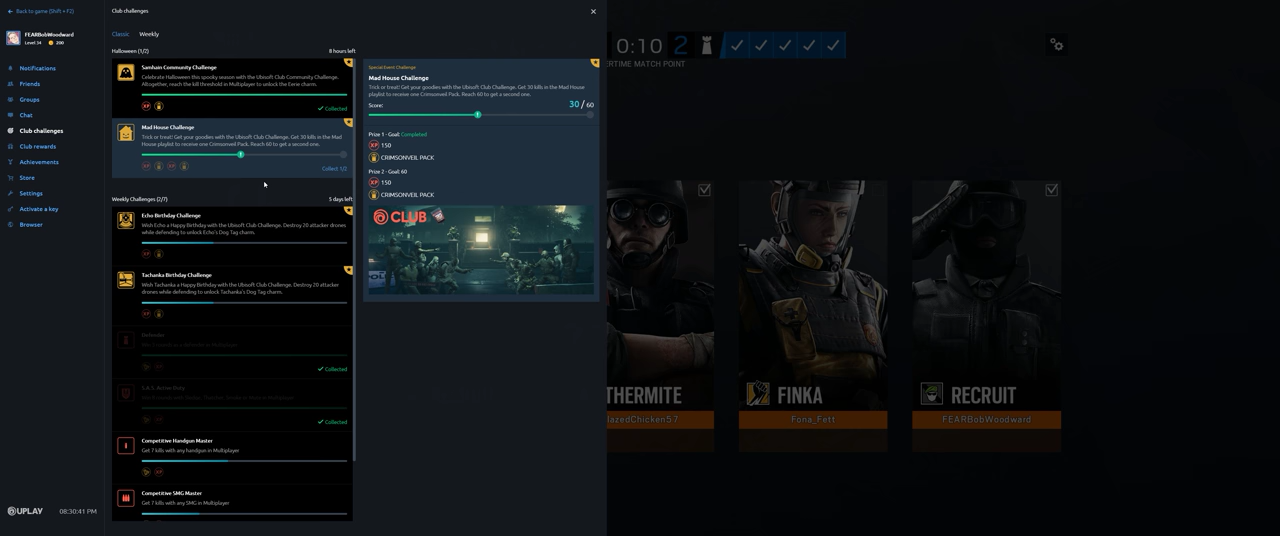 Back to game (Shift + F2)
FEARBobWoodward
Level 34
200
Notifications
Friends
Groups
Chat
Club challenges
Club rewards
Achievements
Store
Settings
Activate a key
Browser
UPLAY
08:30:41 PM
Club challenges
Classic
Weekly
Halloween (1/2)
8 hours left
Samhain Community Challenge
Celebrate Halloween this spooky season with the Ubisoft Club Community Challenge.
Altogether, reach the kill threshold in Multiplayer to unlock the Eerie charm.
XP
Collected
Mad House Challenge
Trick or treat! Get your goodies with the Ubisoft Club Challenge. Get 30 kills in the Mad
House playlist to receive one Crimsonveil Pack. Reach 60 to get a second one.
XP
XP
Collect 1/2
Weekly Challenges (2/7)
5 days left
Echo Birthday Challenge
Wish Echo a Happy Birthday with the Ubisoft Club Challenge. Destroy 20 attacker drones
while defending to unlock Echo's Dog Tag charm.
XP
Tachanka Birthday Challenge
Wish Tachanka a Happy Birthday with the Ubisoft Club Challenge. Destroy 20 attacker
drones while defending to unlock Tachanka's Dog Tag charm.
XP
Defender
Collected
Collected
Competitive Handgun Master
Get 7 kills with any handgun in Multiplayer
XP
Competitive SMG Master
Get 7 kills with any SMG in Multiplayer
Special Event Challenge
Mad House Challenge
Trick or treat! Get your goodies with the Ubisoft Club Challenge. Get 30 kills in the Mad House
playlist to receive one Crimsonveil Pack. Reach 60 to get a second one.
Score:
30 / 60
Prize 1 - Goal: Completed
XP 150
CRIMSONVEIL PACK
Prize 2 - Goal: 60
XP 150
CRIMSONVEIL PACK
CLUB
0:10 2
ERTIME MATCH POINT
THERMITE
lazedChicken57
FINKA
Fona_Fett
RECRUIT
FEARBobWoodward